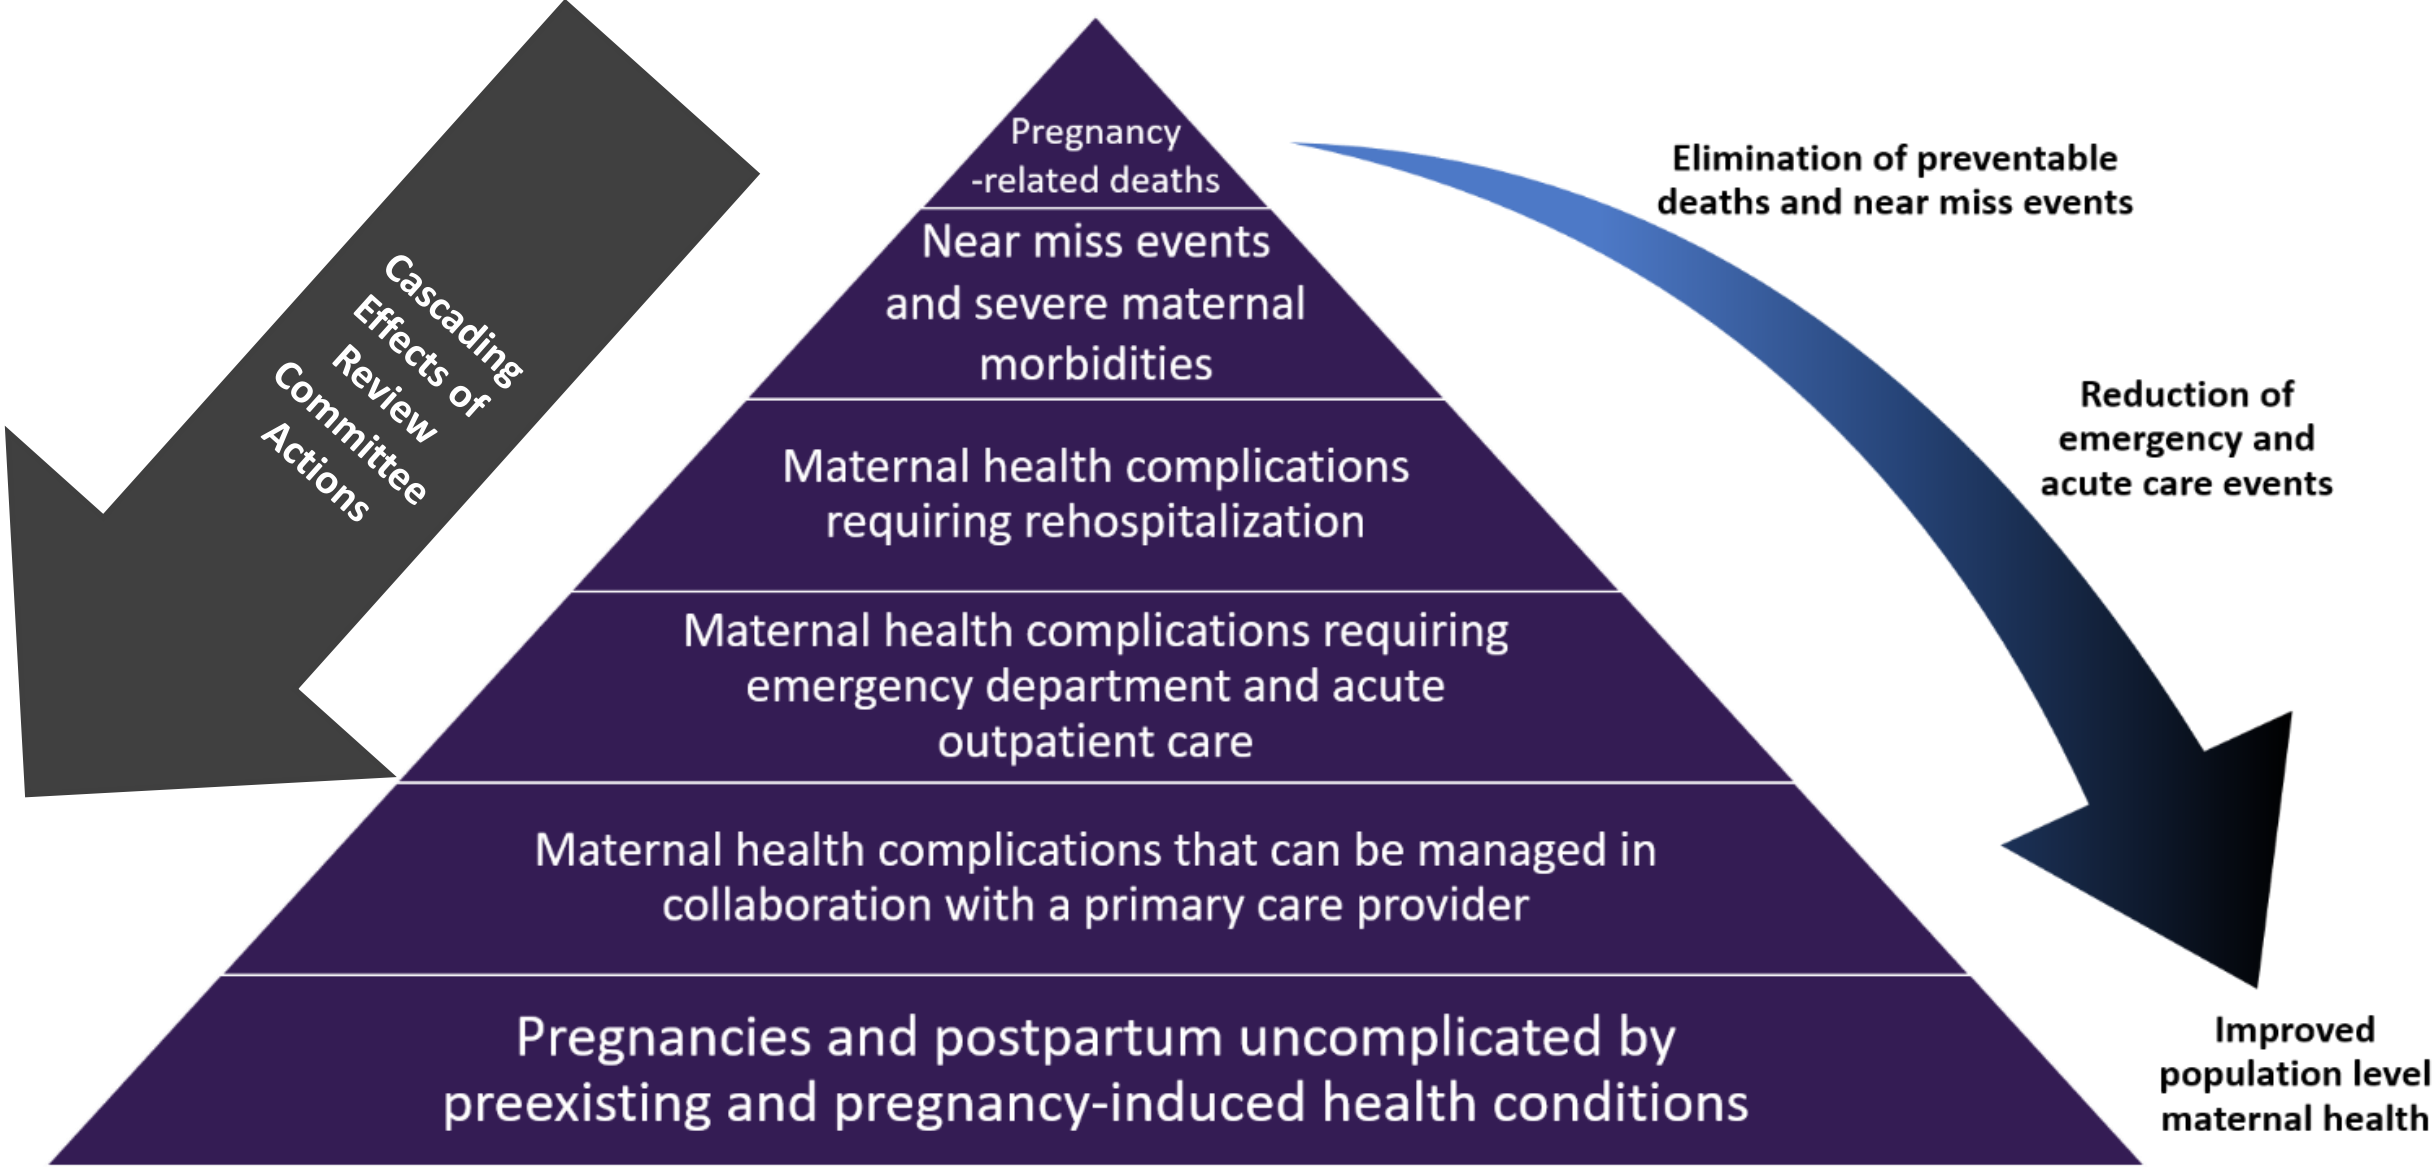 Cascading
Effects of
Review
Committee
Actions
Pregnancy
-related deaths
Near miss events
and severe maternal
morbidities
Maternal health complications
requiring rehospitalization
Maternal health complications requiring
emergency department and acute
outpatient care
Maternal health complications that can be managed in
collaboration with a primary care provider
Pregnancies and postpartum uncomplicated by
preexisting and pregnancy-induced health conditions
Elimination of preventable
deaths and near miss events
Reduction of
emergency and
acute care events
Improved
population level
maternal health